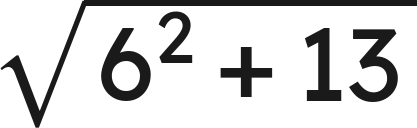 √6² + 13